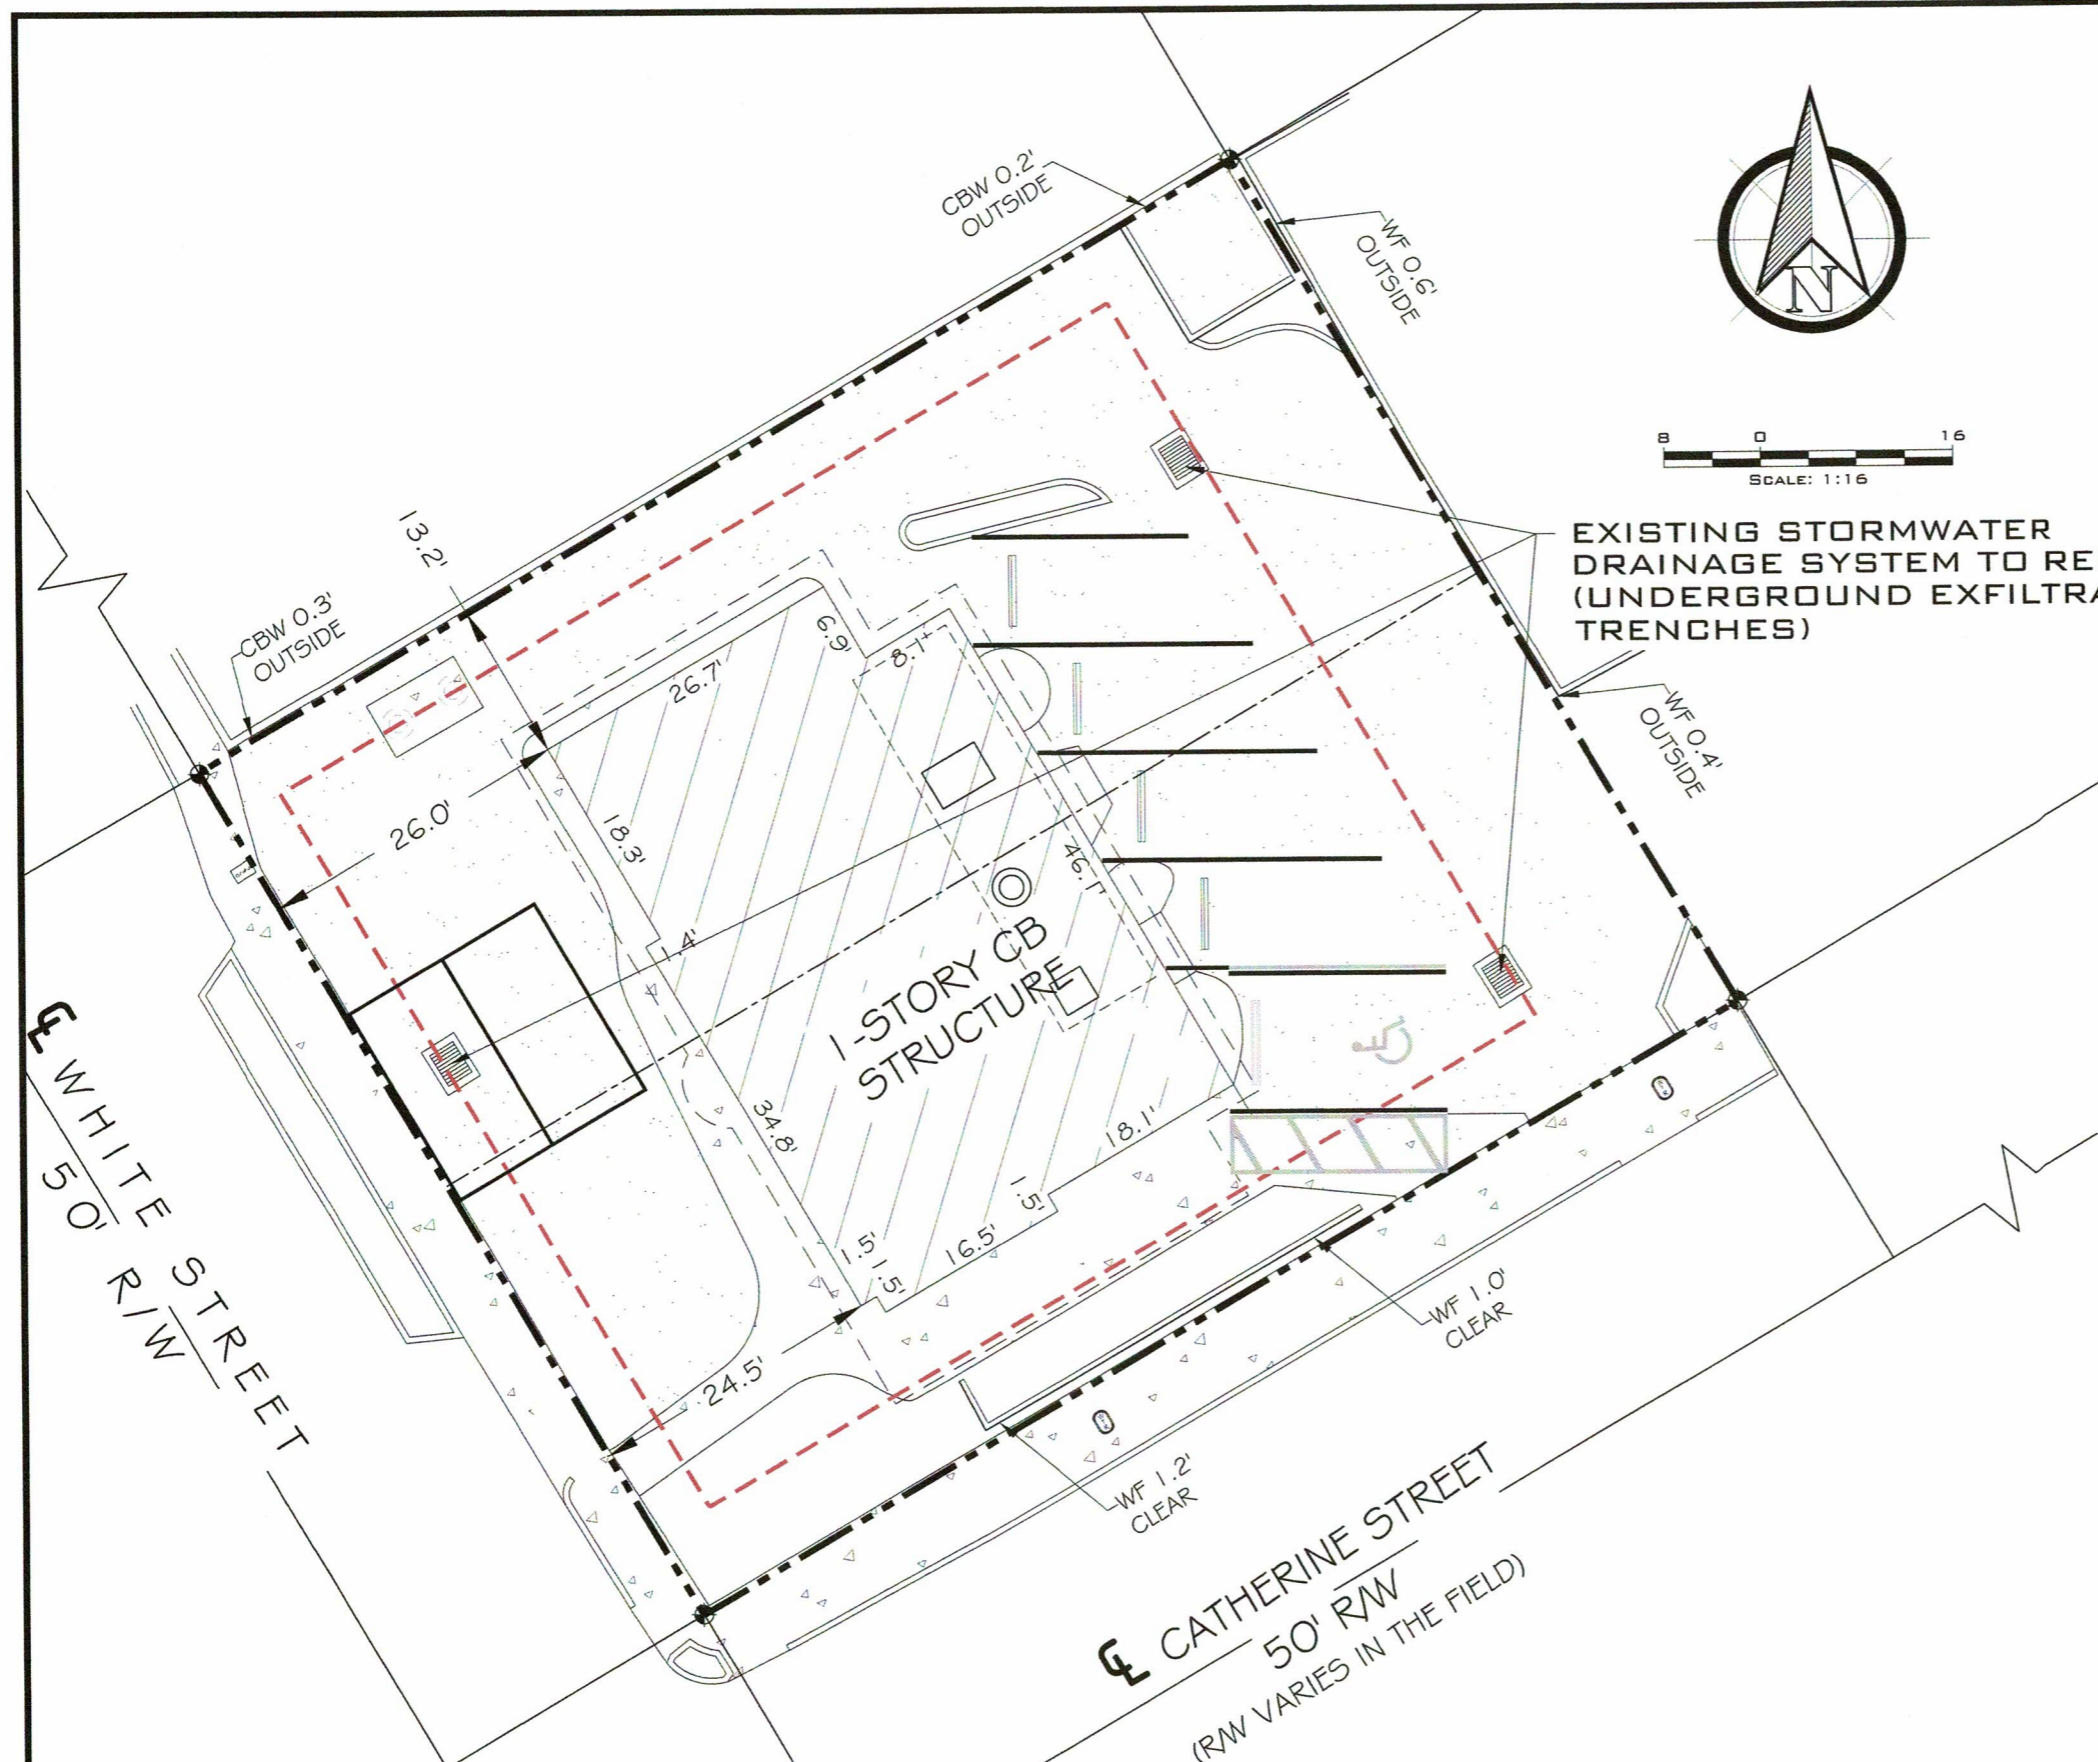 CBW 0.2'
OUTSIDE
WF 0.6'
OUTSIDE
N
8 0 16
SCALE: 1:16
EXISTING STORMWATER
DRAINAGE SYSTEM TO RE
(UNDERGROUND EXFILTRA
TRENCHES)
13.2'
CBW 0.3'
OUTSIDE
6.9'
8.1'
26.7'
WF 0.4'
OUTSIDE
26.0'
18.3'
46.1'
4'
1-STORY CB
STRUCTURE
34.8'
18.1'
1.5'
16.5'
1.5'
1.5'
24.5'
WF 1.0'
CLEAR
WF 1.2'
CLEAR
℄ WHITE STREET
50' R/W
℄ CATHERINE STREET
50' R/W
(R/W VARIES IN THE FIELD)